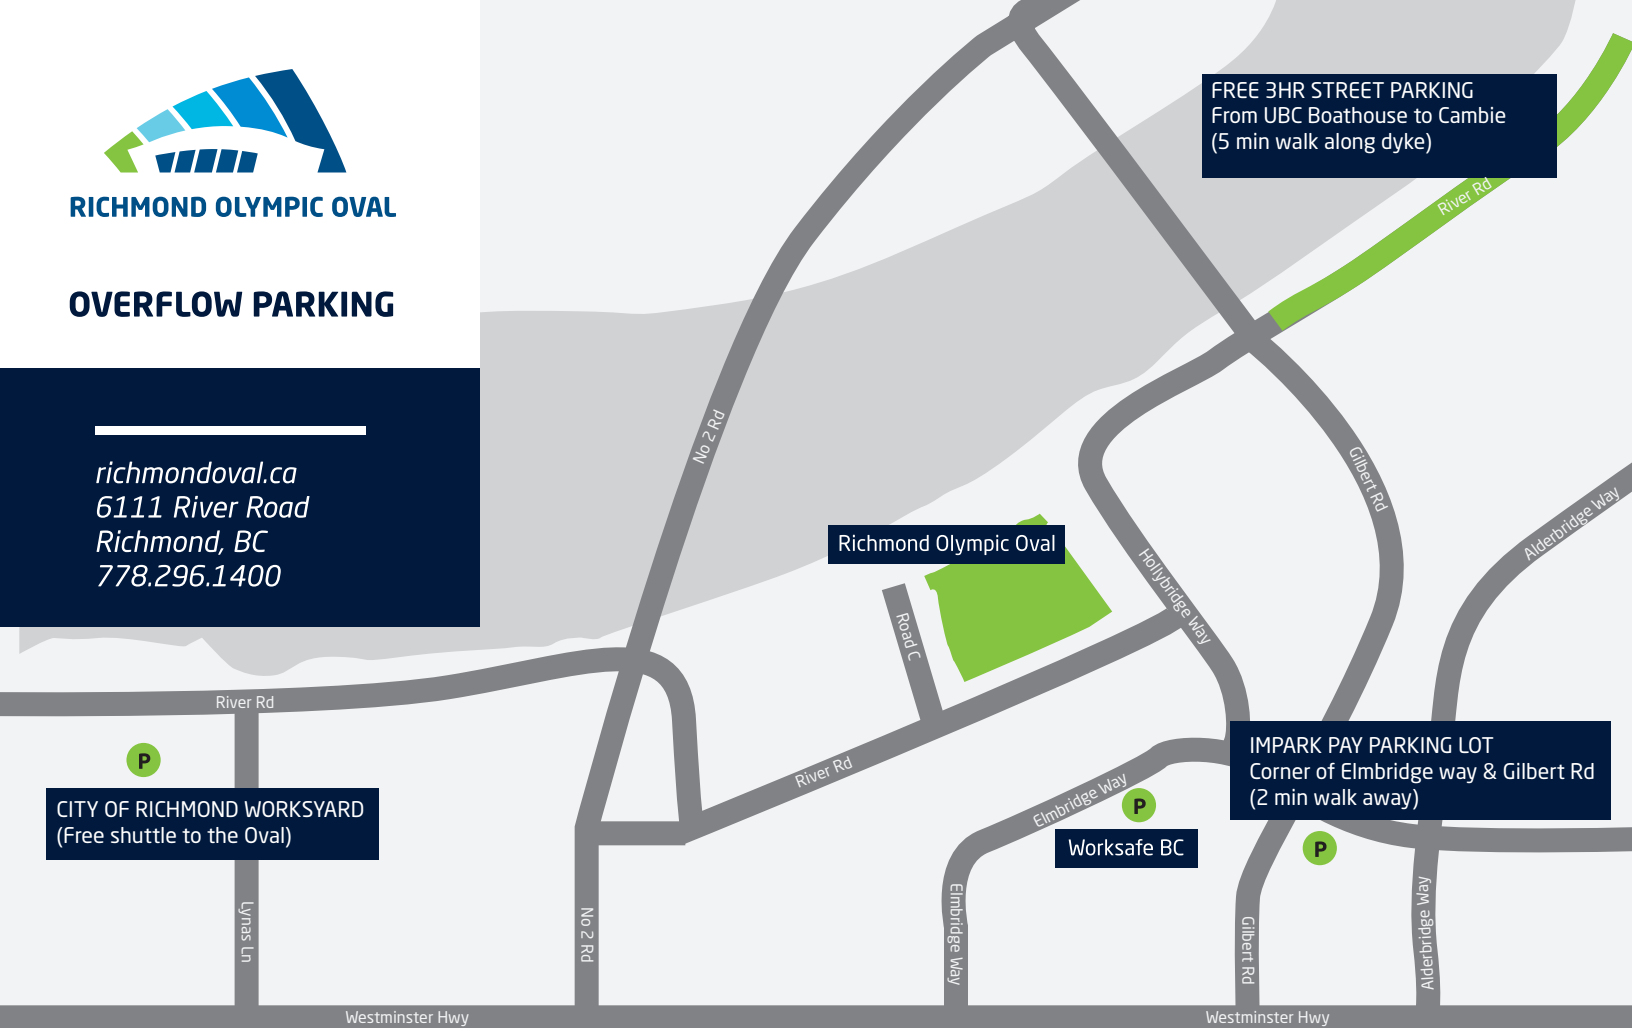 RICHMOND OLYMPIC OVAL
OVERFLOW PARKING
richmondoval.ca
6111 River Road
Richmond, BC
778.296.1400
FREE 3HR STREET PARKING
From UBC Boathouse to Cambie
(5 min walk along dyke)
River Rd
No 2 Rd
Gilbert Rd
Alderbridge Way
Richmond Olympic Oval
Hollybridge Way
Road C
River Rd
P
CITY OF RICHMOND WORKSYARD
(Free shuttle to the Oval)
River Rd
Elmbridge Way
P
Worksafe BC
IMPARK PAY PARKING LOT
Corner of Elmbridge way & Gilbert Rd
(2 min walk away)
P
Lynas Ln
No 2 Rd
Elmbridge Way
Gilbert Rd
Alderbridge Way
Westminster Hwy
Westminster Hwy